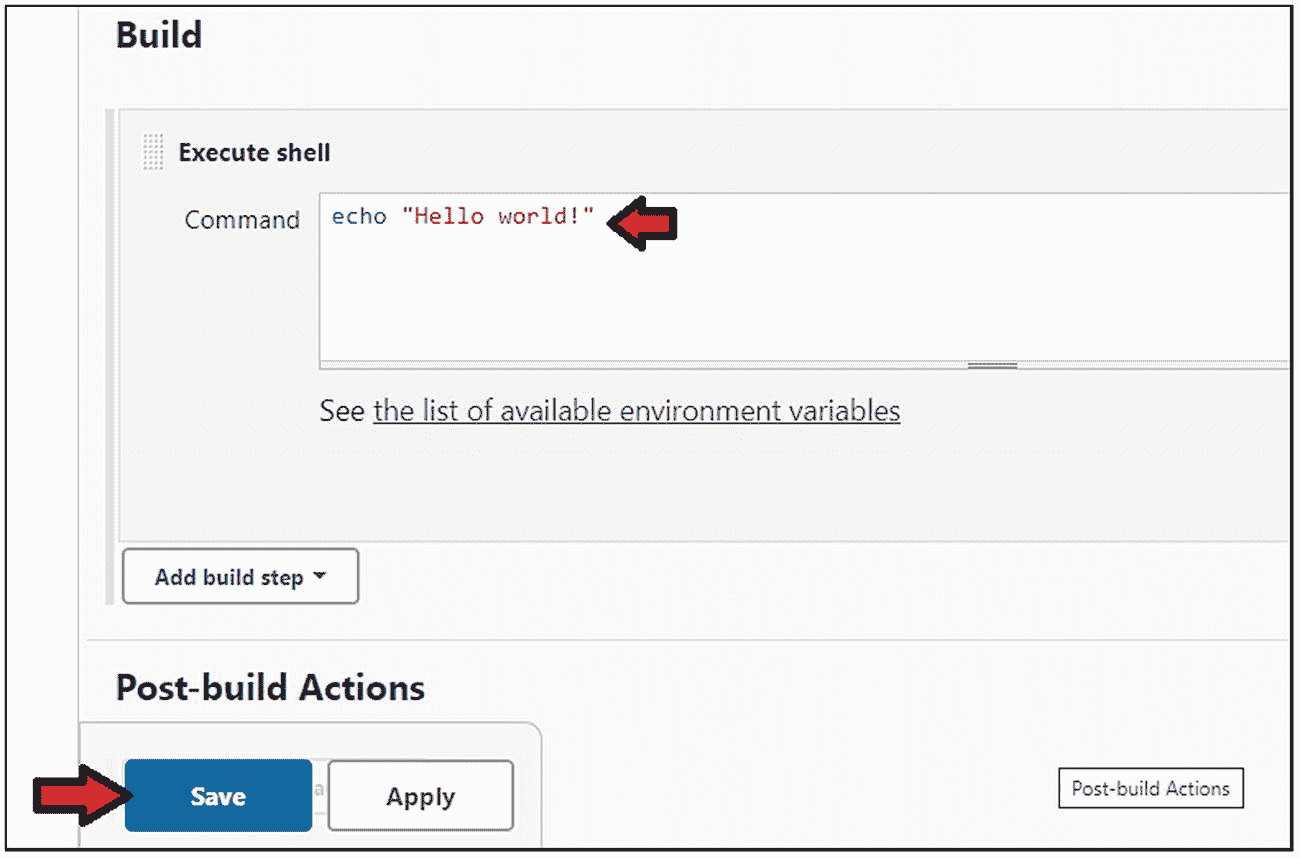 Build
Execute shell
Command
echo "Hello world!"
See the list of available environment variables
Add build step
Post-build Actions
Save
Apply
Post-build Actions